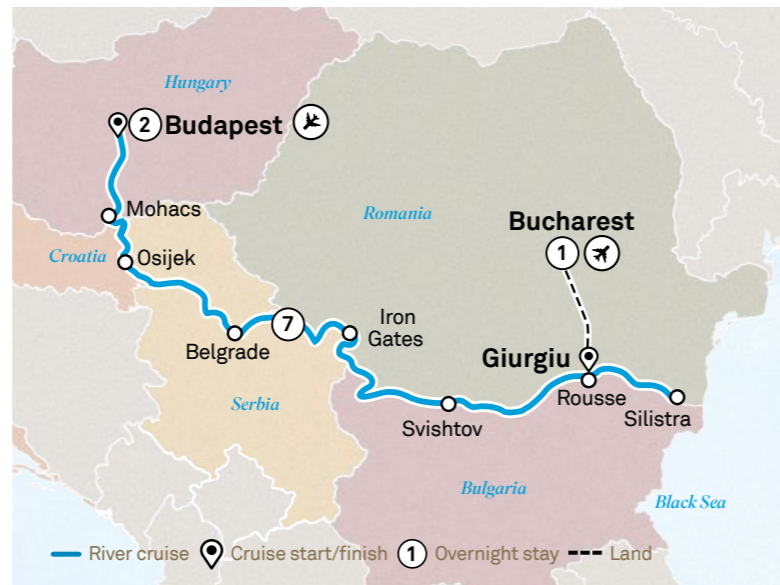 Hungary
2 Budapest
Mohacs
Romania
Bucharest
1
Croatia
Osijek
7
Iron
Gates
Belgrade
Giurgiu
Rousse
Serbia
Svishtov
Silistra
Bulgaria
Black Sea
River cruise Cruise start/finish 1 Overnight stay Land